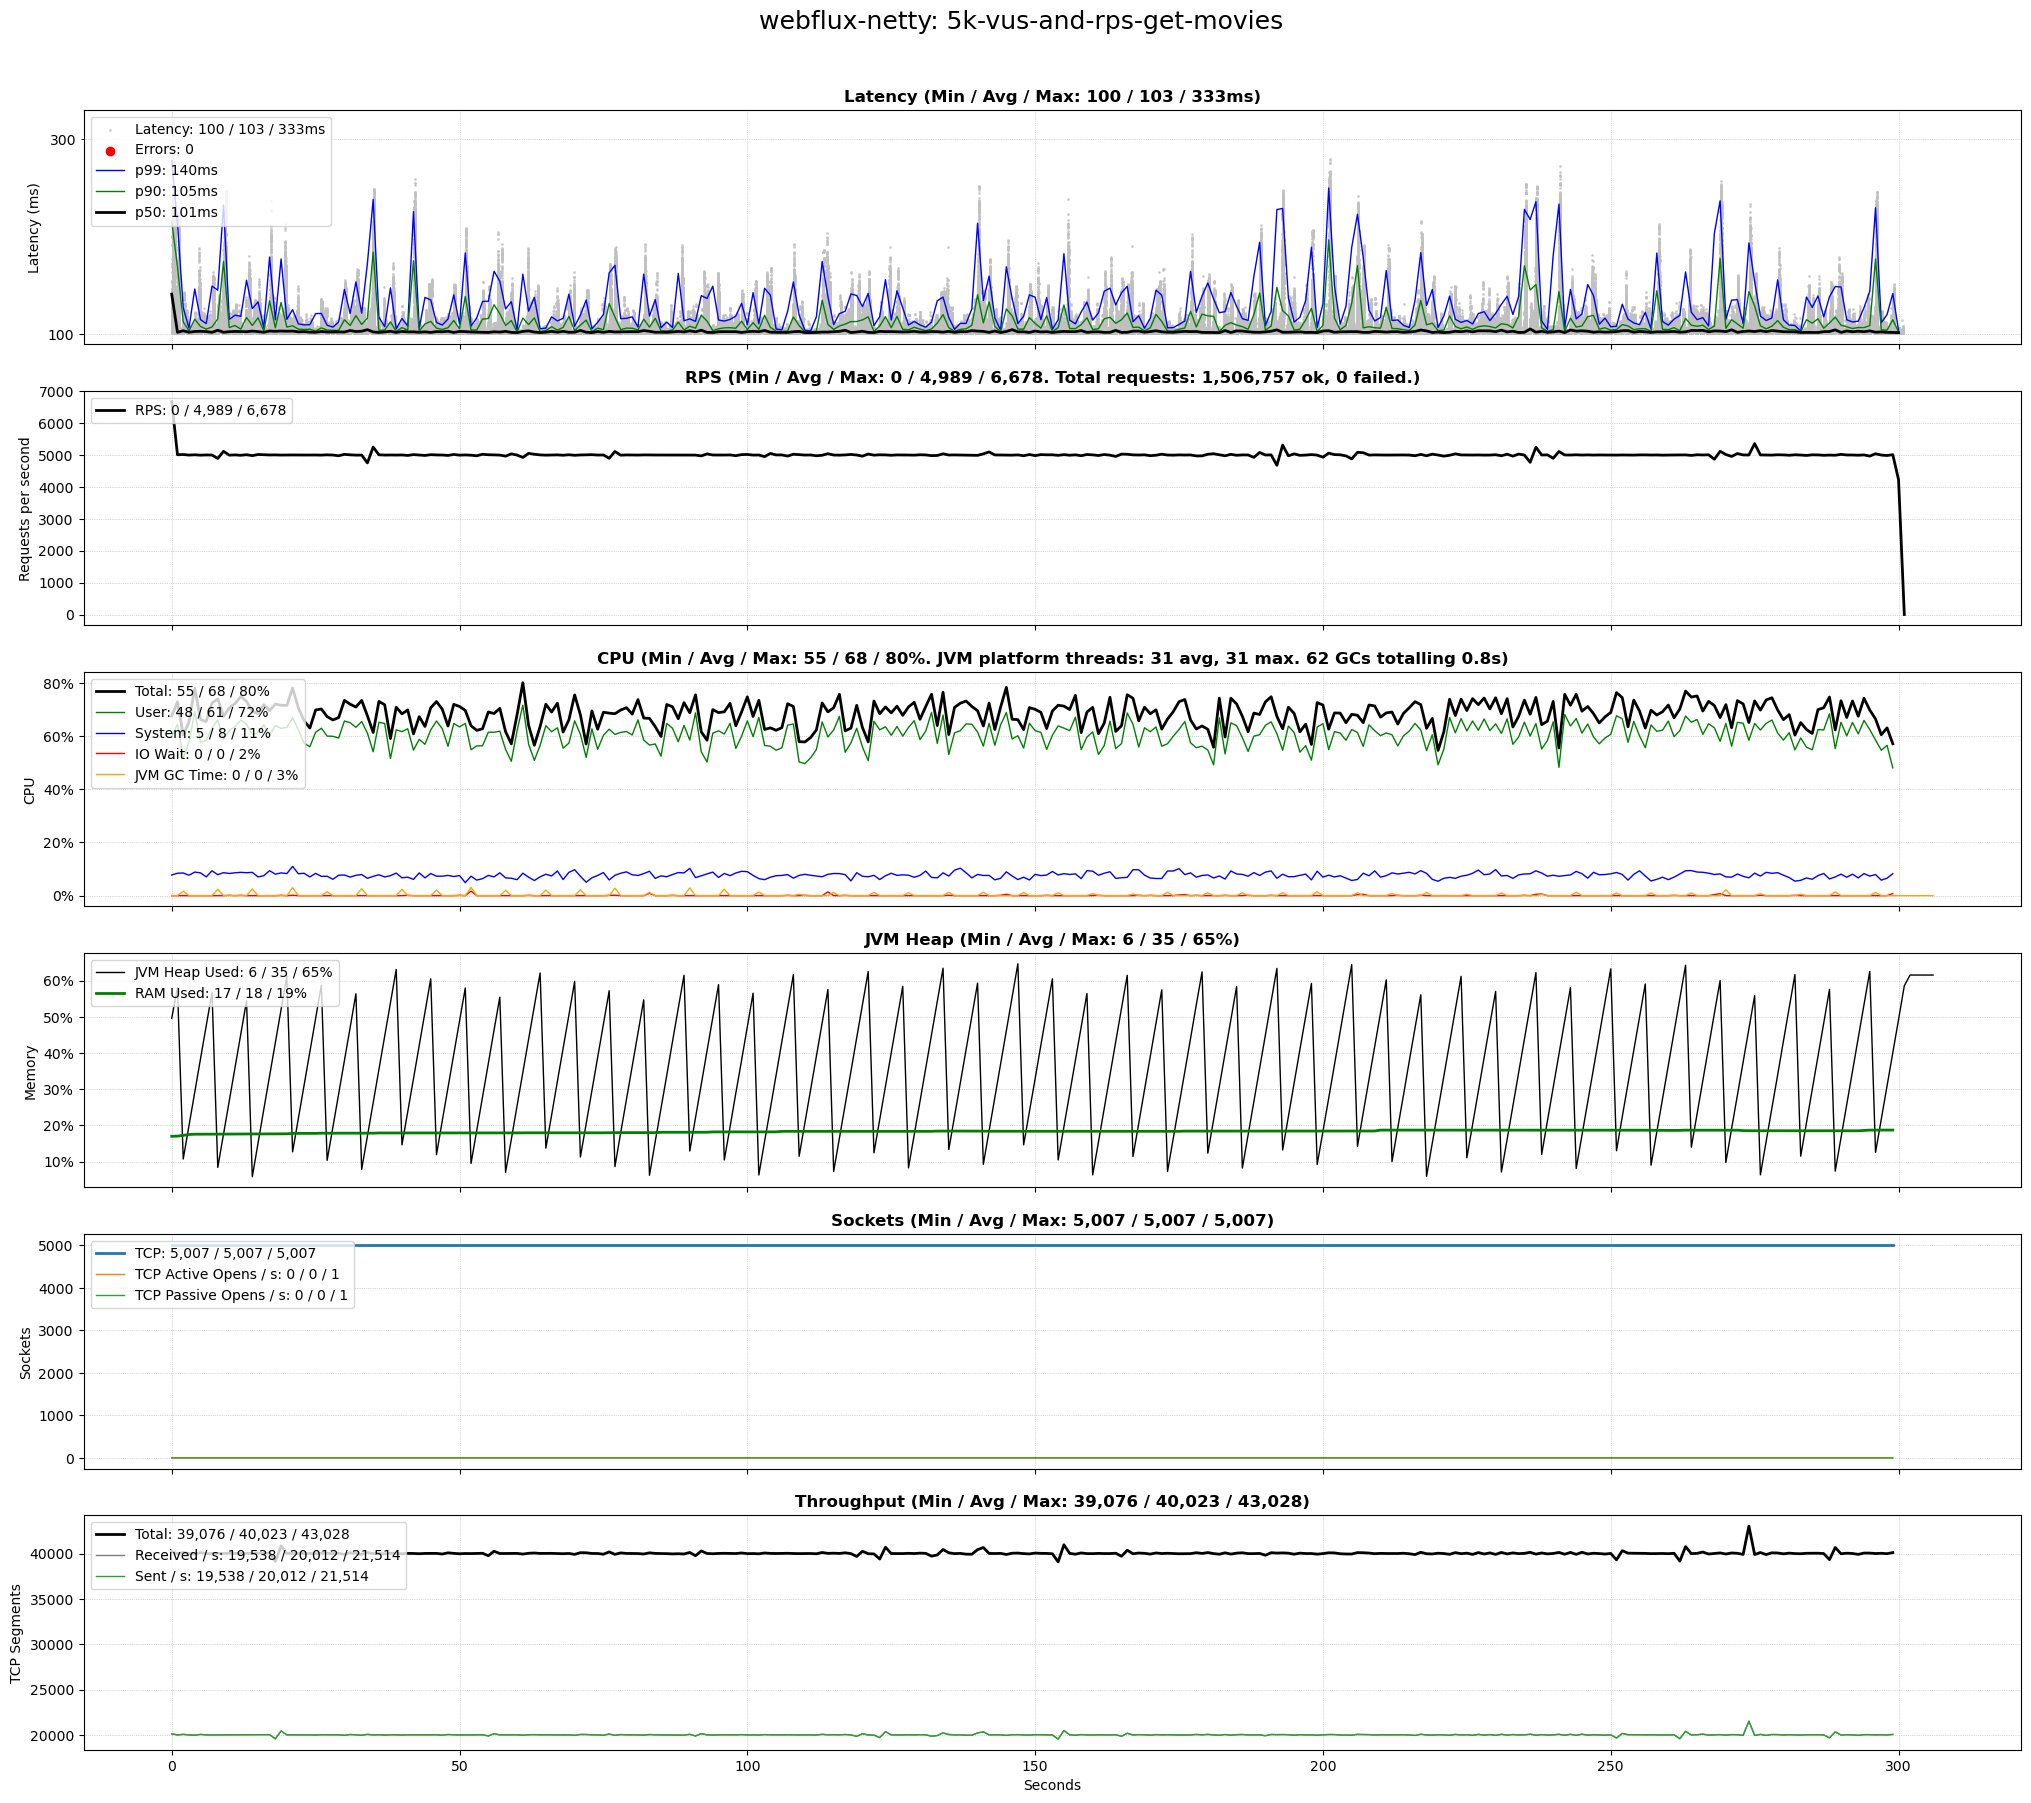 webflux-netty: 5k-vus-and-rps-get-movies
Latency (Min / Avg / Max: 100 / 103 / 333ms)
Latency (ms)
300
100
Latency: 100 / 103 / 333ms
Errors: 0
p99: 140ms
p90: 105ms
p50: 101ms
RPS (Min / Avg / Max: 0 / 4,989 / 6,678. Total requests: 1,506,757 ok, 0 failed.)
Requests per second
7000
6000
5000
4000
3000
2000
1000
0
RPS: 0 / 4,989 / 6,678
CPU (Min / Avg / Max: 55 / 68 / 80%. JVM platform threads: 31 avg, 31 max. 62 GCs totalling 0.8s)
CPU
80%
60%
40%
20%
0%
Total: 55 / 68 / 80%
User: 48 / 61 / 72%
System: 5 / 8 / 11%
IO Wait: 0 / 0 / 2%
JVM GC Time: 0 / 0 / 3%
JVM Heap (Min / Avg / Max: 6 / 35 / 65%)
Memory
60%
50%
40%
30%
20%
10%
JVM Heap Used: 6 / 35 / 65%
RAM Used: 17 / 18 / 19%
Sockets (Min / Avg / Max: 5,007 / 5,007 / 5,007)
Sockets
5000
4000
3000
2000
1000
0
TCP: 5,007 / 5,007 / 5,007
TCP Active Opens / s: 0 / 0 / 1
TCP Passive Opens / s: 0 / 0 / 1
Throughput (Min / Avg / Max: 39,076 / 40,023 / 43,028)
TCP Segments
40000
35000
30000
25000
20000
Total: 39,076 / 40,023 / 43,028
Received / s: 19,538 / 20,012 / 21,514
Sent / s: 19,538 / 20,012 / 21,514
0 50 100 150 200 250 300
Seconds